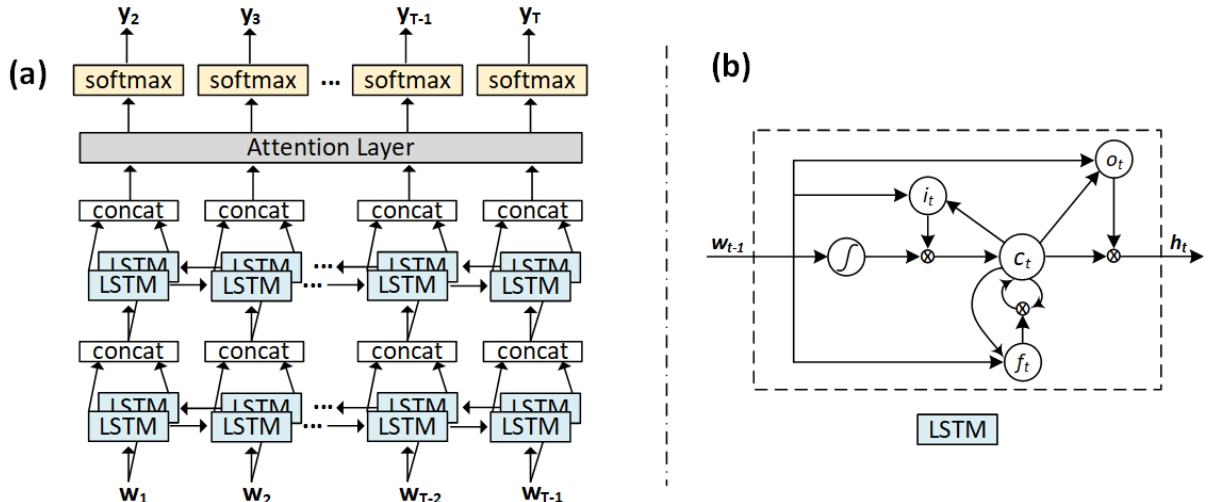 (a)
y2 y3 yT-1 yT
softmax softmax ... softmax softmax
Attention Layer
concat concat concat concat
LSTM LSTM ... LSTM LSTM
LSTM LSTM ... LSTM LSTM
concat concat concat concat
LSTM LSTM ... LSTM LSTM
LSTM LSTM ... LSTM LSTM
w1 w2 wT-2 wT-1
(b)
ot
it
wt-1 ct ht
ft
LSTM